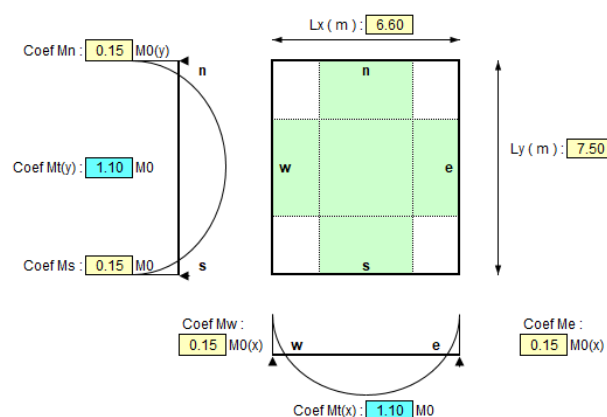 Lx ( m ) : 6.60
Coef Mn : 0.15 M0(y)
n
n
Coef Mt(y) : 1.10 M0
w
e
Ly ( m ) : 7.50
Coef Ms : 0.15 M0
s
s
Coef Mw :
0.15 M0(x)
w
e
Coef Me :
0.15 M0(x)
Coef Mt(x) : 1.10 M0